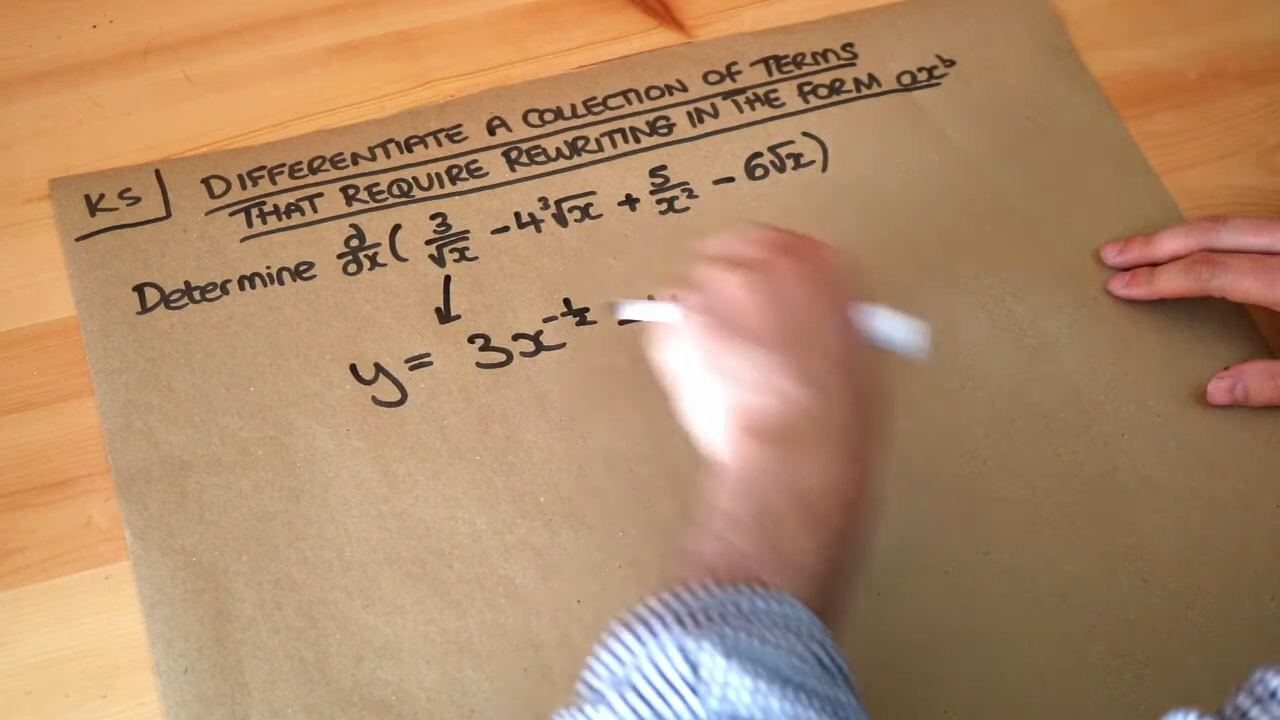 KS
DIFFERENTIATE A COLLECTION OF TERMS
THAT REQUIRE REWRITING IN THE FORM ax^b
Determine d/dx ( 3/√x - 4∛x + 5/x² - 6√x )
↓
y = 3x^(-1/2) -